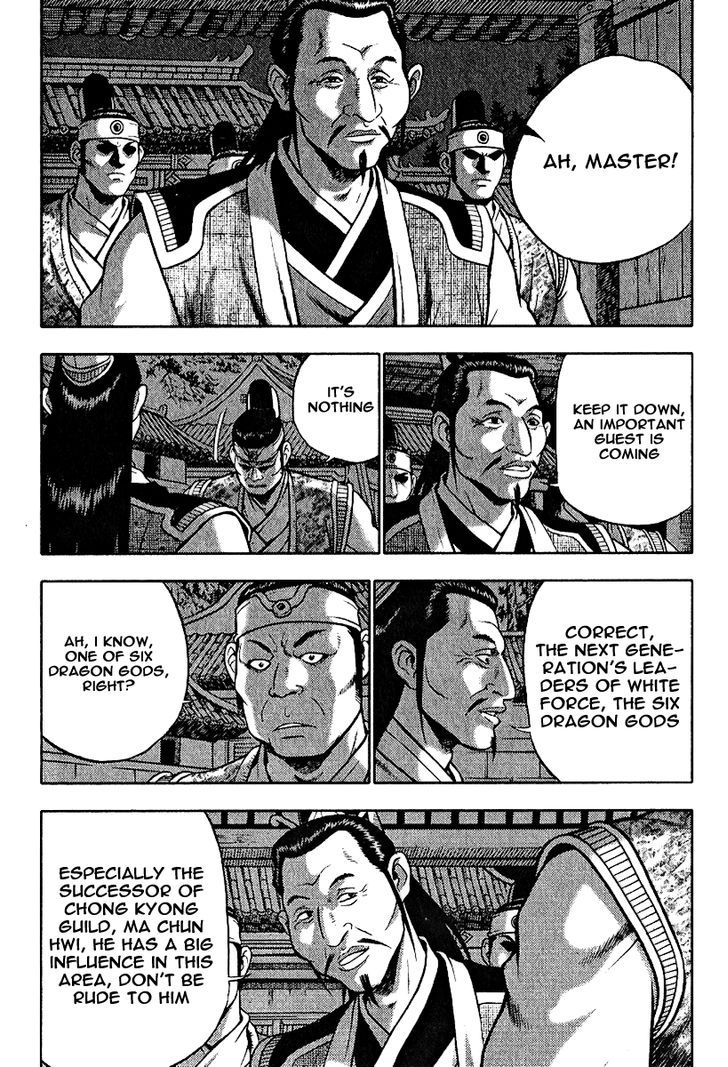 AH, MASTER!
IT'S
NOTHING
KEEP IT DOWN,
AN IMPORTANT
GUEST IS
COMING
AH, I KNOW,
ONE OF SIX
DRAGON GODS,
RIGHT?
CORRECT,
THE NEXT GENE-
RATION'S LEA-
DERS OF WHITE
FORCE, THE SIX
DRAGON GODS
ESPECIALLY THE
SUCCESSOR OF
CHONG KYONG
GUILD, MA CHUN
HWI, HE HAS A BIG
INFLUENCE IN THIS
AREA, DON'T BE
RUDE TO HIM